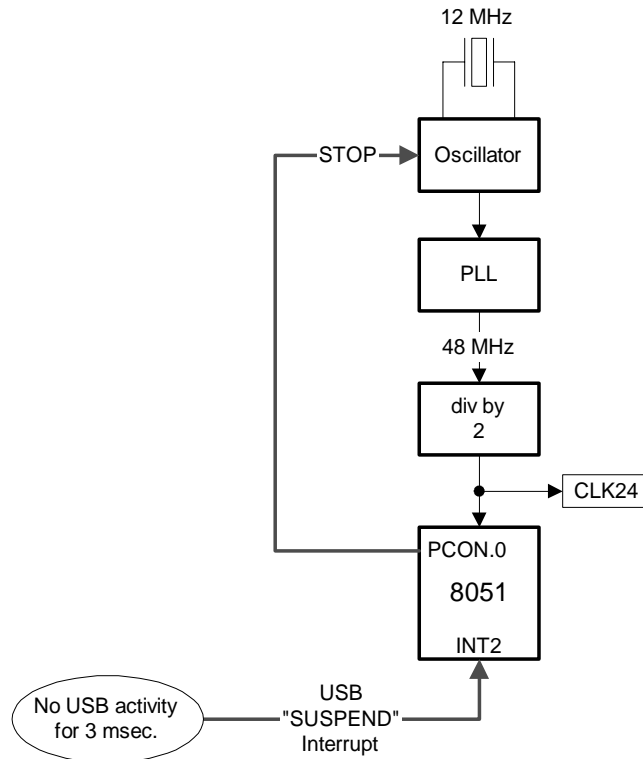 12 MHz
STOP
Oscillator
PLL
48 MHz
div by
2
CLK24
PCON.0
8051
INT2
No USB activity
for 3 msec.
USB
"SUSPEND"
Interrupt